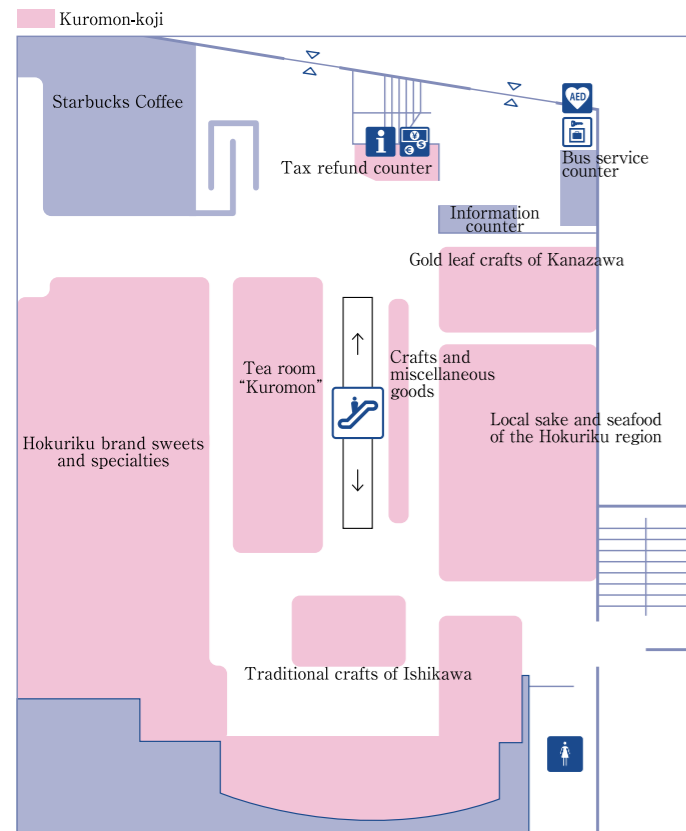 Kuromon-koji
Starbucks Coffee
AED
i
¥
$
€
Tax refund counter
Bus service
counter
Information
counter
Gold leaf crafts of Kanazawa
Tea room
“Kuromon”
Crafts and
miscellaneous
goods
Hokuriku brand sweets
and specialties
Local sake and seafood
of the Hokuriku region
Traditional crafts of Ishikawa